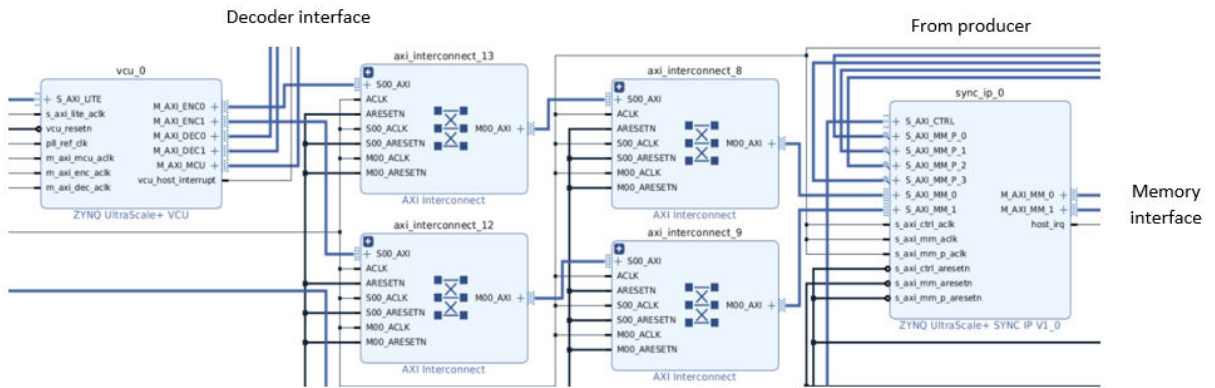 Decoder interface
From producer
vcu_0
S_AXI_LITE
s_axi_lite_aclk
vcu_resetn
pll_ref_clk
m_axi_mcu_aclk
m_axi_enc_aclk
m_axi_dec_aclk
M_AXI_ENC0
M_AXI_ENC1
M_AXI_DEC0
M_AXI_DEC1
M_AXI_MCU
vcu_host_interrupt
ZYNQ UltraScale+ VCU
axi_interconnect_13
S00_AXI
ACLK
ARESETN
S00_ACLK
S00_ARESETN
M00_ACLK
M00_ARESETN
M00_AXI
AXI Interconnect
axi_interconnect_12
S00_AXI
ACLK
ARESETN
S00_ACLK
S00_ARESETN
M00_ACLK
M00_ARESETN
M00_AXI
AXI Interconnect
axi_interconnect_8
S00_AXI
ACLK
ARESETN
S00_ACLK
S00_ARESETN
M00_ACLK
M00_ARESETN
M00_AXI
AXI Interconnect
axi_interconnect_9
S00_AXI
ACLK
ARESETN
S00_ACLK
S00_ARESETN
M00_ACLK
M00_ARESETN
M00_AXI
AXI Interconnect
sync_ip_0
S_AXI_CTRL
S_AXI_MM_P_0
S_AXI_MM_P_1
S_AXI_MM_P_2
S_AXI_MM_P_3
S_AXI_MM_0
S_AXI_MM_1
s_axi_ctrl_aclk
s_axi_mm_aclk
s_axi_mm_p_aclk
s_axi_ctrl_aresetn
s_axi_mm_aresetn
s_axi_mm_p_aresetn
M_AXI_MM_0
M_AXI_MM_1
host_irq
ZYNQ UltraScale+ SYNC IP V1_0
Memory
interface